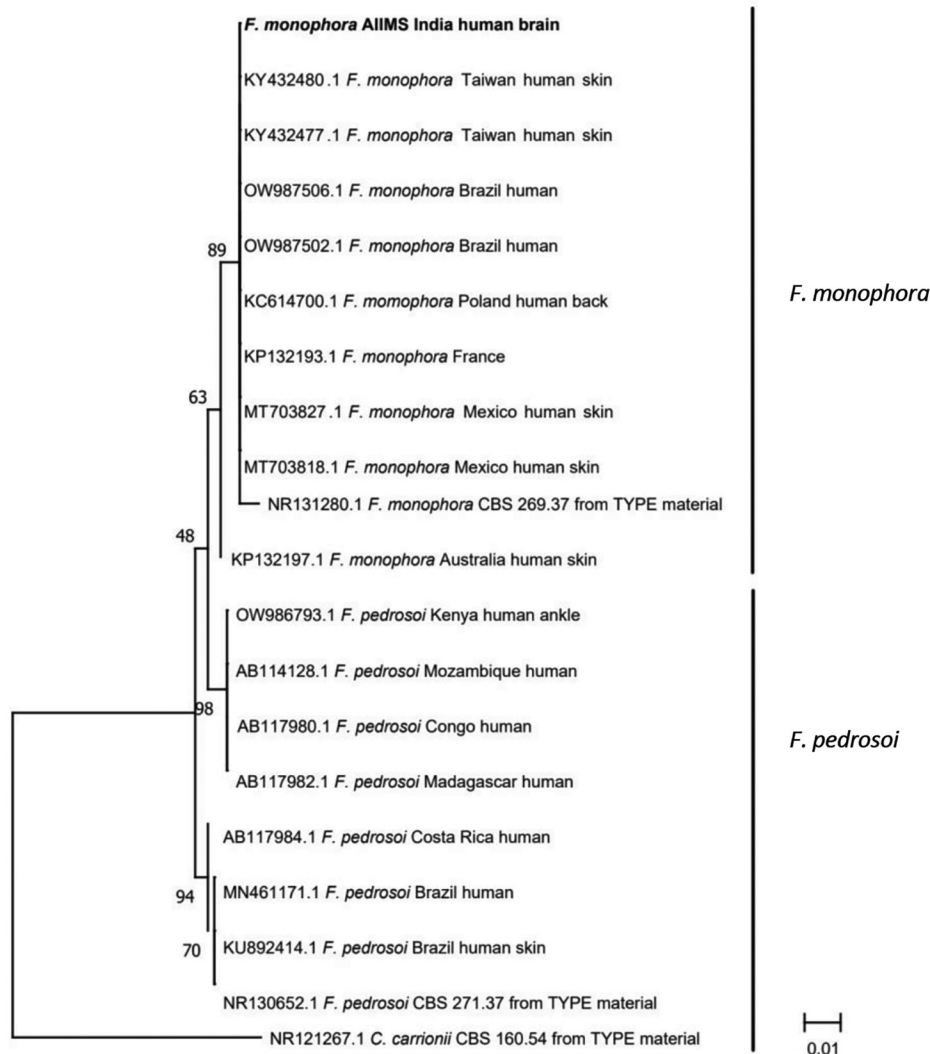 F. monophora AIIMS India human brain
KY432480.1 F. monophora Taiwan human skin
KY432477.1 F. monophora Taiwan human skin
OW987506.1 F. monophora Brazil human
89
OW987502.1 F. monophora Brazil human
KC614700.1 F. momophora Poland human back
F. monophora
KP132193.1 F. monophora France
63
MT703827.1 F. monophora Mexico human skin
MT703818.1 F. monophora Mexico human skin
NR131280.1 F. monophora CBS 269.37 from TYPE material
48
KP132197.1 F. monophora Australia human skin
OW986793.1 F. pedrosoi Kenya human ankle
AB114128.1 F. pedrosoi Mozambique human
98
AB117980.1 F. pedrosoi Congo human
F. pedrosoi
AB117982.1 F. pedrosoi Madagascar human
AB117984.1 F. pedrosoi Costa Rica human
94
MN461171.1 F. pedrosoi Brazil human
70
KU892414.1 F. pedrosoi Brazil human skin
NR130652.1 F. pedrosoi CBS 271.37 from TYPE material
NR121267.1 C. carrionii CBS 160.54 from TYPE material
0.01